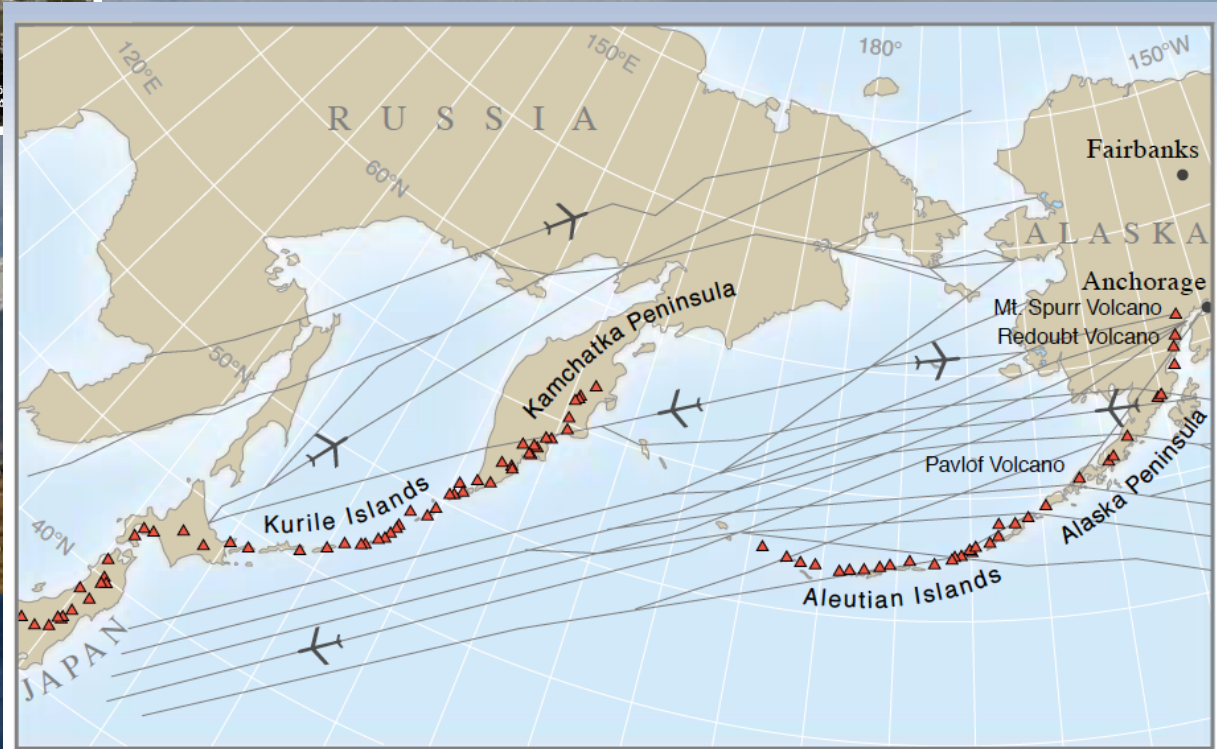 120°E
150°E
180°
150°W
RUSSIA
Fairbanks
60°N
ALASKA
Anchorage
Kamchatka Peninsula
Mt. Spurr Volcano
Redoubt Volcano
50°N
Pavlof Volcano
Alaska Peninsula
Kurile Islands
40°N
Aleutian Islands
JAPAN